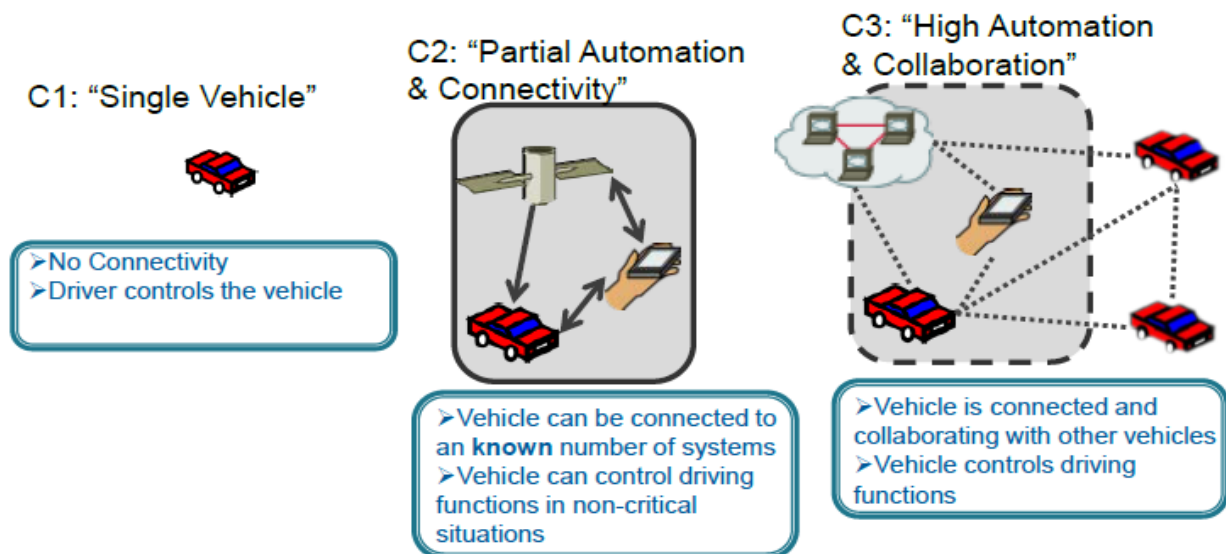 C1: “Single Vehicle”
➢No Connectivity
➢Driver controls the vehicle
C2: “Partial Automation
& Connectivity”
➢Vehicle can be connected to
an known number of systems
➢Vehicle can control driving
functions in non-critical
situations
C3: “High Automation
& Collaboration”
➢Vehicle is connected and
collaborating with other vehicles
➢Vehicle controls driving
functions